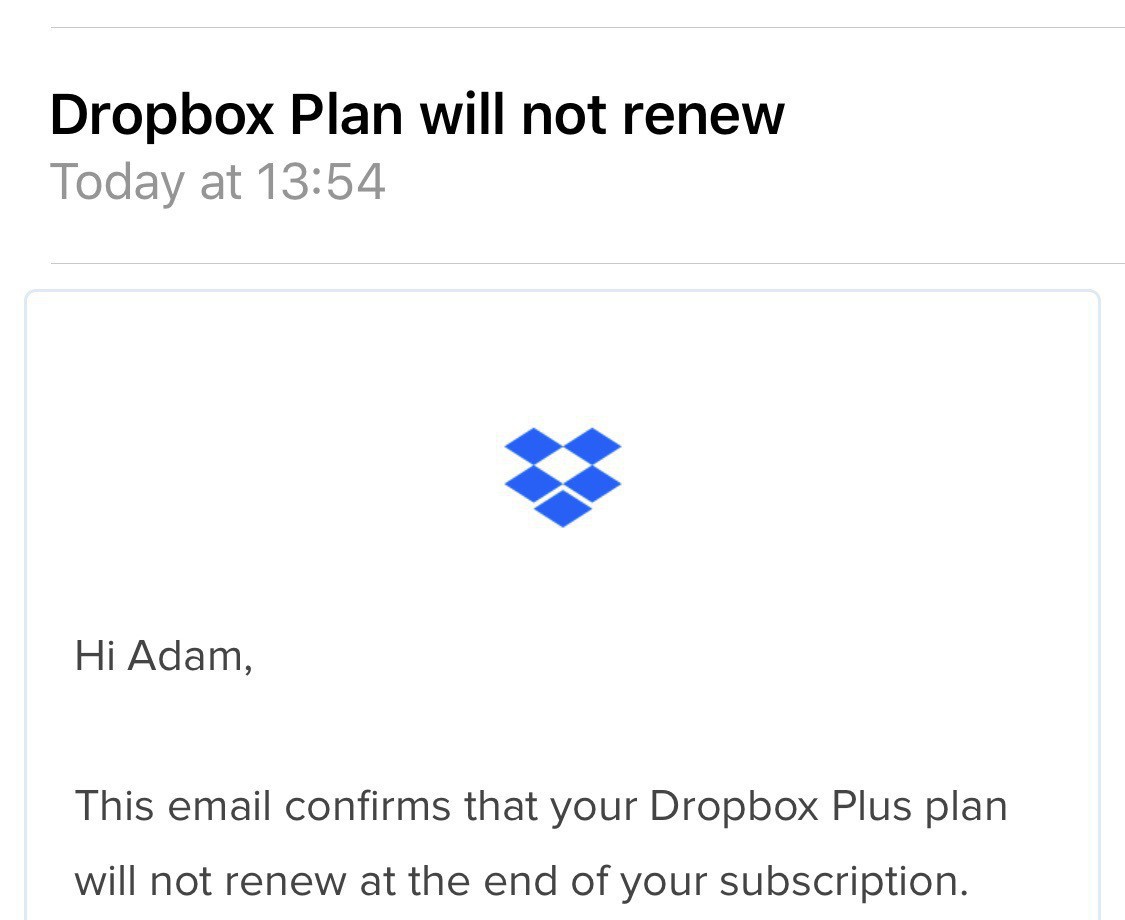 Dropbox Plan will not renew
Today at 13:54
Hi Adam,
This email confirms that your Dropbox Plus plan
will not renew at the end of your subscription.